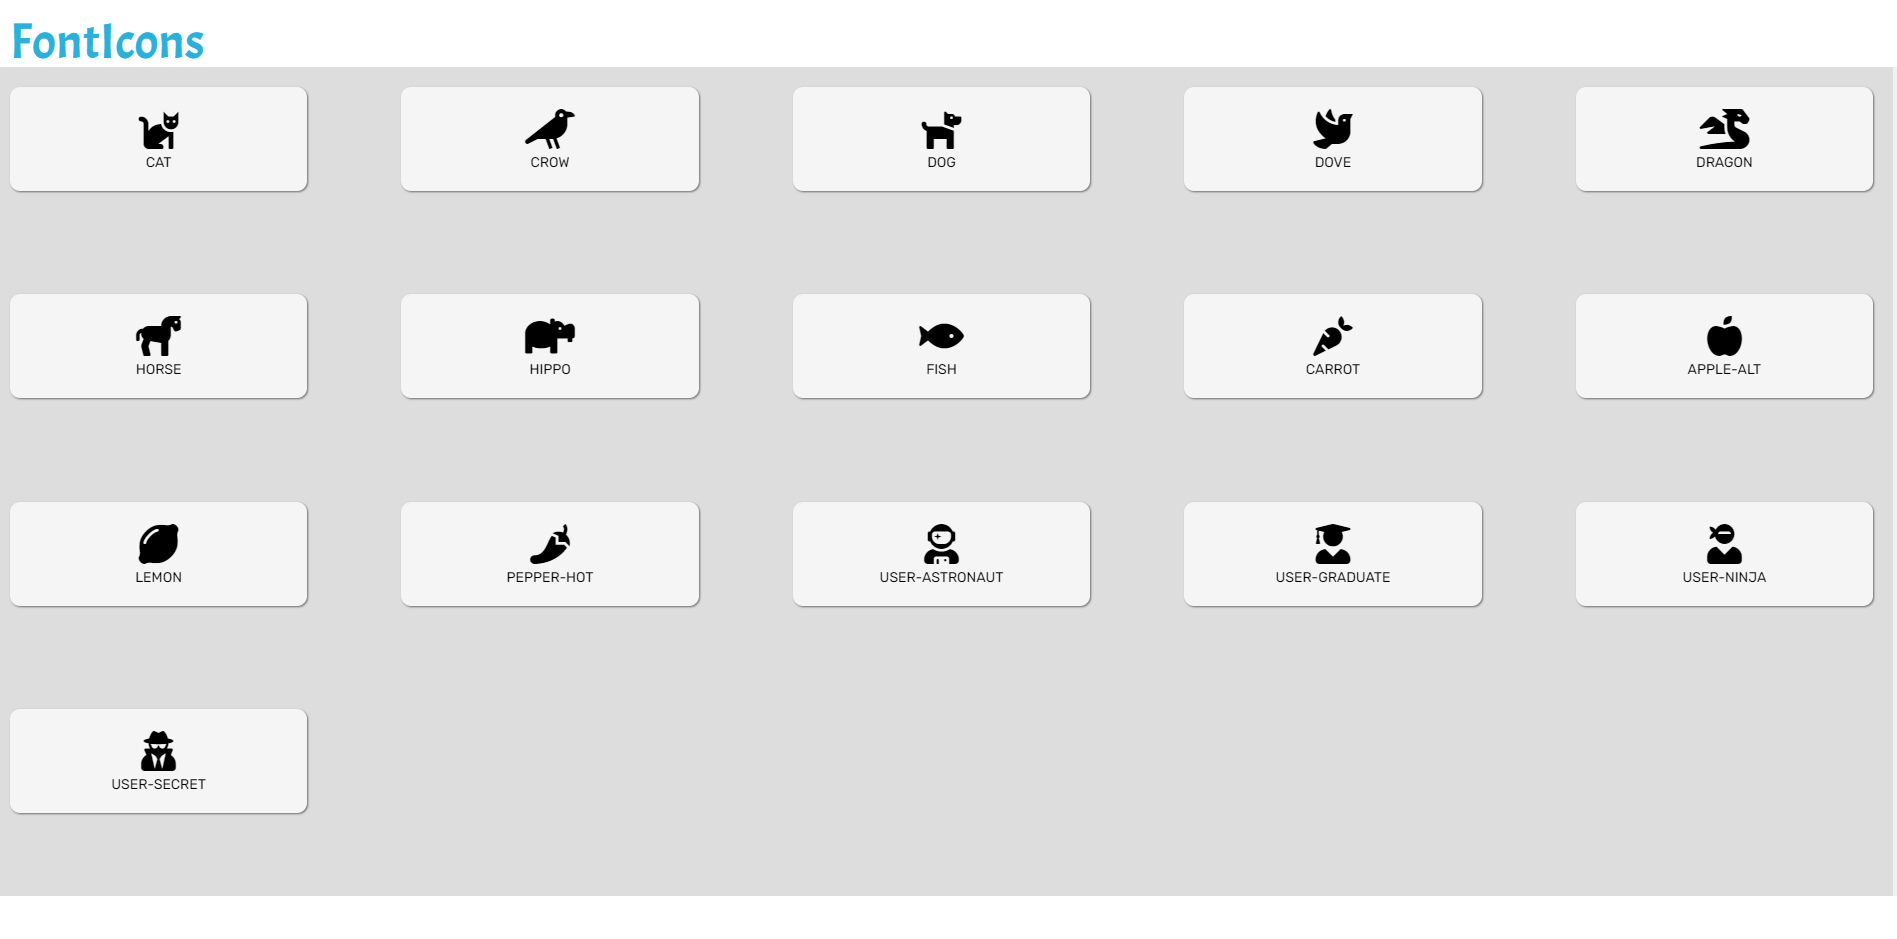 FontIcons
CAT
CROW
DOG
DOVE
DRAGON
HORSE
HIPPO
FISH
CARROT
APPLE-ALT
LEMON
PEPPER-HOT
USER-ASTRONAUT
USER-GRADUATE
USER-NINJA
USER-SECRET